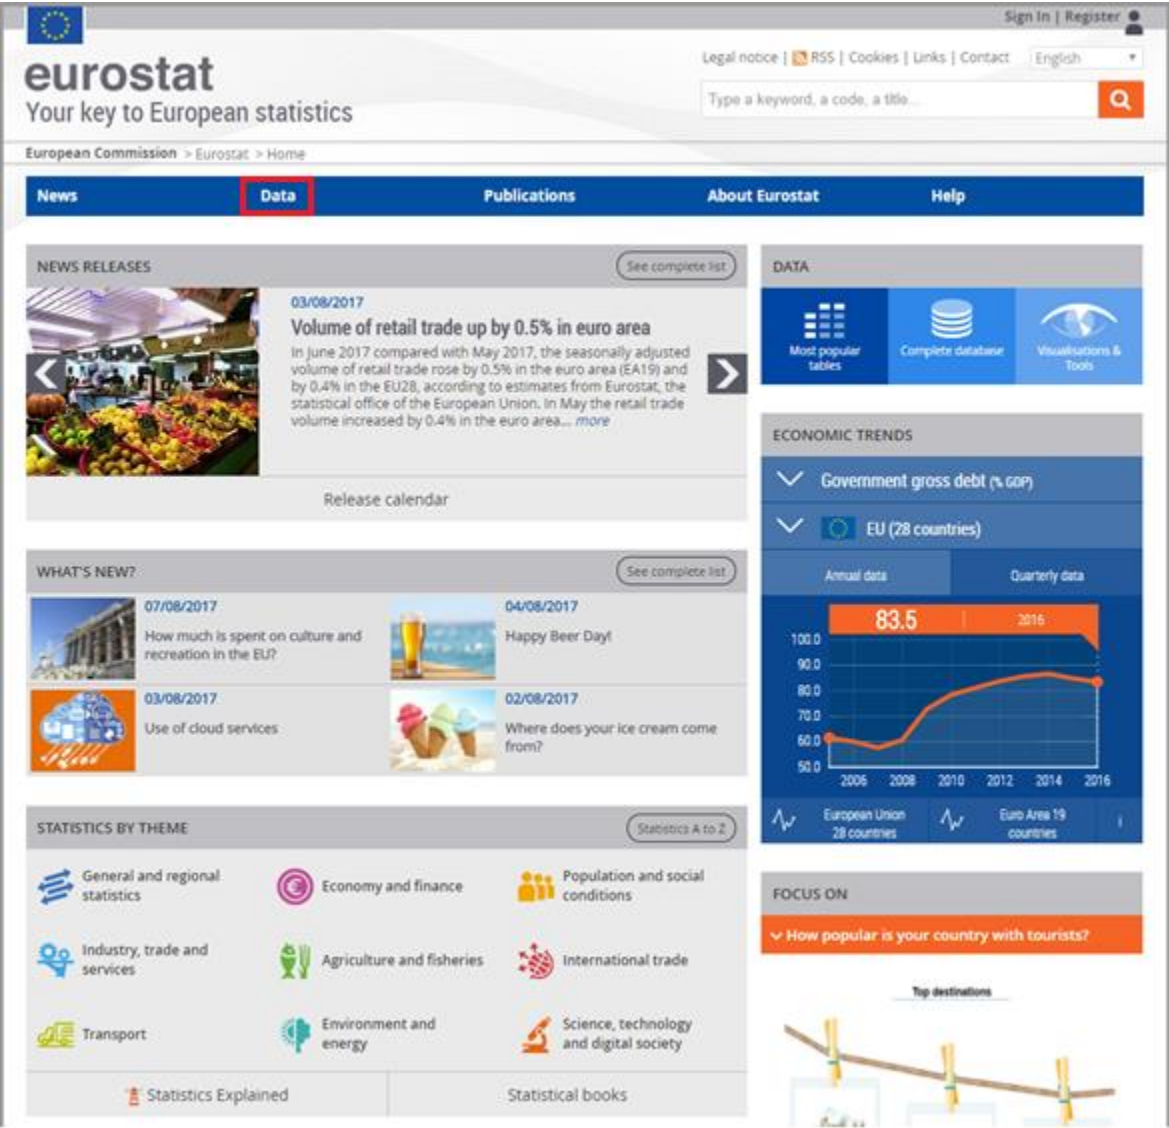 Sign In | Register
eurostat
Your key to European statistics
Legal notice | RSS | Cookies | Links | Contact
English
Type a keyword, a code, a title...
European Commission > Eurostat > Home
News Data Publications About Eurostat Help
NEWS RELEASES
See complete list
03/08/2017
Volume of retail trade up by 0.5% in euro area
In June 2017 compared with May 2017, the seasonally adjusted
volume of retail trade rose by 0.5% in the euro area (EA19) and
by 0.4% in the EU28, according to estimates from Eurostat, the
statistical office of the European Union. In May the retail trade
volume increased by 0.4% in the euro area... more
Release calendar
WHAT'S NEW?
See complete list
07/08/2017
How much is spent on culture and
recreation in the EU?
04/08/2017
Happy Beer Day!
03/08/2017
Use of cloud services
02/08/2017
Where does your ice cream come
from?
STATISTICS BY THEME
Statistics A to Z
General and regional
statistics
Economy and finance
Population and social
conditions
Industry, trade and
services
Agriculture and fisheries
International trade
Transport
Environment and
energy
Science, technology
and digital society
Statistics Explained
Statistical books
DATA
Most popular
tables
Complete database
Visualisations &
Tools
ECONOMIC TRENDS
Government gross debt (% GDP)
EU (28 countries)
Annual data
Quarterly data
83.5
2016
100.0
90.0
80.0
70.0
60.0
50.0
2006 2008 2010 2012 2014 2016
European Union
28 countries
Euro Area 19
countries
i
FOCUS ON
How popular is your country with tourists?
Top destinations